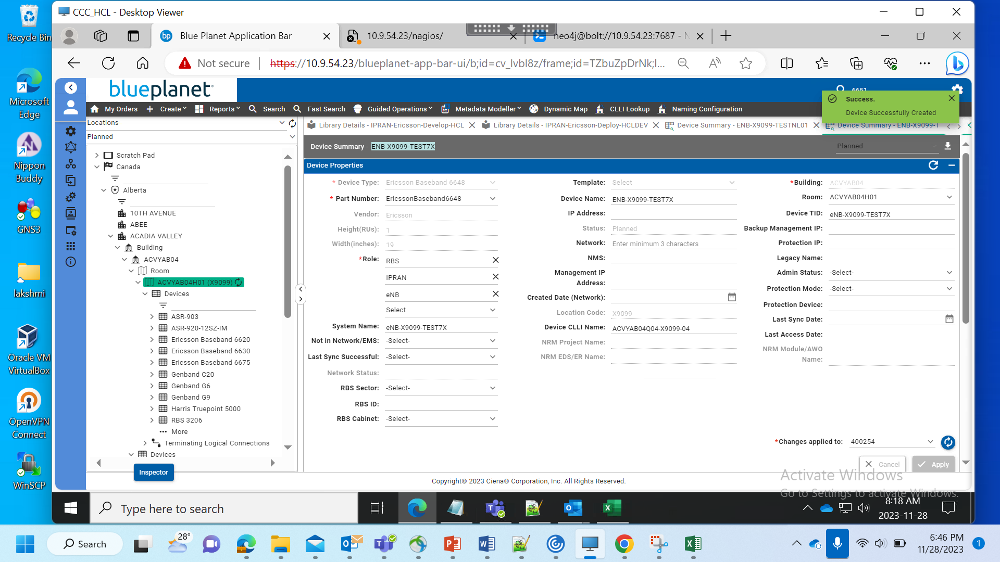 Recycle Bin
Microsoft
Edge
Nippon
Buddy
GNS3
lakshmi
Oracle VM
VirtualBox
OpenVPN
Connect
WinSCP
CCC_HCL - Desktop Viewer
bp Blue Planet Application Bar
10.9.54.23/nagios/
neo4j@bolt://10.9.54.23:7687 - N
Not secure
https://10.9.54.23/blueplanet-app-bar-ui/b;id=cv_IvbI8z/frame;id=TZbuZpDrNk;I...
blueplanet
6651
Success.
Device Successfully Created
My Orders
Create
Reports
Search
Fast Search
Guided Operations
Metadata Modeller
Dynamic Map
CLLI Lookup
Naming Configuration
Locations
Planned
Scratch Pad
Canada
Alberta
10TH AVENUE
ABEE
ACADIA VALLEY
Building
ACVYAB04
Room
ACVYAB04H01 (X9099)
Devices
ASR-903
ASR-920-12SZ-IM
Ericsson Baseband 6620
Ericsson Baseband 6630
Ericsson Baseband 6675
Genband C20
Genband G6
Genband G9
Harris Truepoint 5000
RBS 3206
More
Terminating Logical Connections
Devices
Inspector
Library Details - IPRAN-Ericsson-Develop-HCL
Library Details - IPRAN-Ericsson-Deploy-HCLDEV
Device Summary - ENB-X9099-TESTNL01
Device Summary - ENB-X9099-1
Device Summary - ENB-X9099-TEST7X
Planned
Device Properties
* Device Type: Ericsson Baseband 6648
* Part Number: EricssonBaseband6648
Vendor: Ericsson
Height(RUs): 1
Width(inches): 19
*Role: RBS
IPRAN
eNB
Select
System Name: eNB-X9099-TEST7X
Not in Network/EMS: -Select-
Last Sync Successful: -Select-
Network Status:
RBS Sector: -Select-
RBS ID:
RBS Cabinet: -Select-
Template: Select
Device Name: ENB-X9099-TEST7X
IP Address:
Status: Planned
Network: Enter minimum 3 characters
NMS:
Management IP
Address:
Created Date (Network):
Location Code: X9099
Device CLLI Name: ACVYAB04Q04-X9099-04
NRM Project Name:
NRM EDS/ER Name:
*Building: ACVYAB04
Room: ACVYAB04H01
Device TID: eNB-X9099-TEST7X
Backup Management IP:
Protection IP:
Legacy Name:
Admin Status: -Select-
Protection Mode: -Select-
Protection Device:
Last Sync Date:
Last Access Date:
NRM Module/AWO
Name:
*Changes applied to: 400254
Cancel
Apply
Copyright© 2023 Ciena® Corporation, Inc. All Rights Reserved.
Activate Windows
Go to Settings to activate Windows.
Type here to search
8:18 AM
2023-11-28
Search
28°
6:46 PM
11/28/2023
1